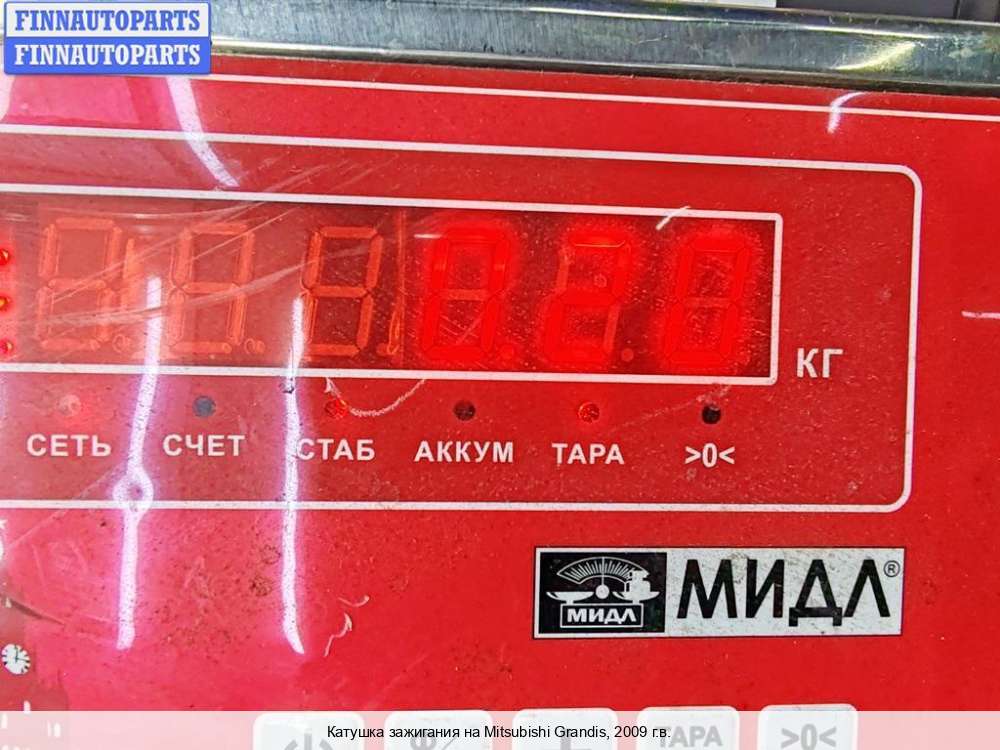 FINNAUTOPARTS
FINNAUTOPARTS
0.20
КГ
СЕТЬ СЧЕТ СТАБ АККУМ ТАРА >0<
МИДЛ МИДЛ®
ТАРА >0<
Катушка зажигания на Mitsubishi Grandis, 2009 г.в.